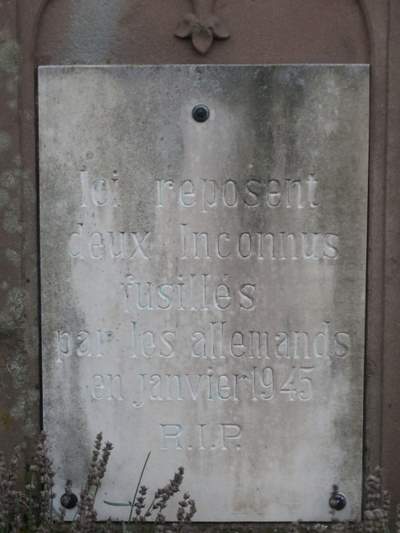 Ici reposent
deux Inconnus
fusillés
par les allemands
en janvier 1945
R.I.P.